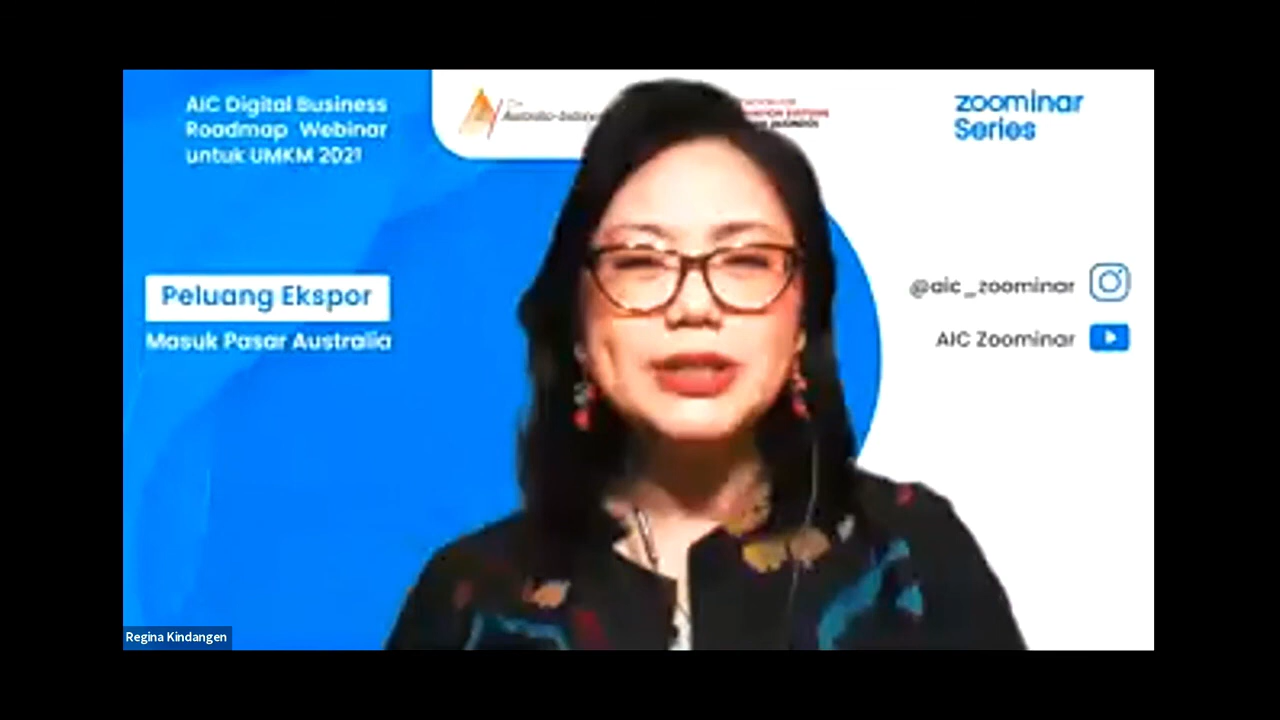 AIC Digital Business
Roadmap Webinar
untuk UMKM 2021
zoominar
Series
Peluang Ekspor
Masuk Pasar Australia
@aic_zoominar
AIC Zoominar
Regina Kindangen